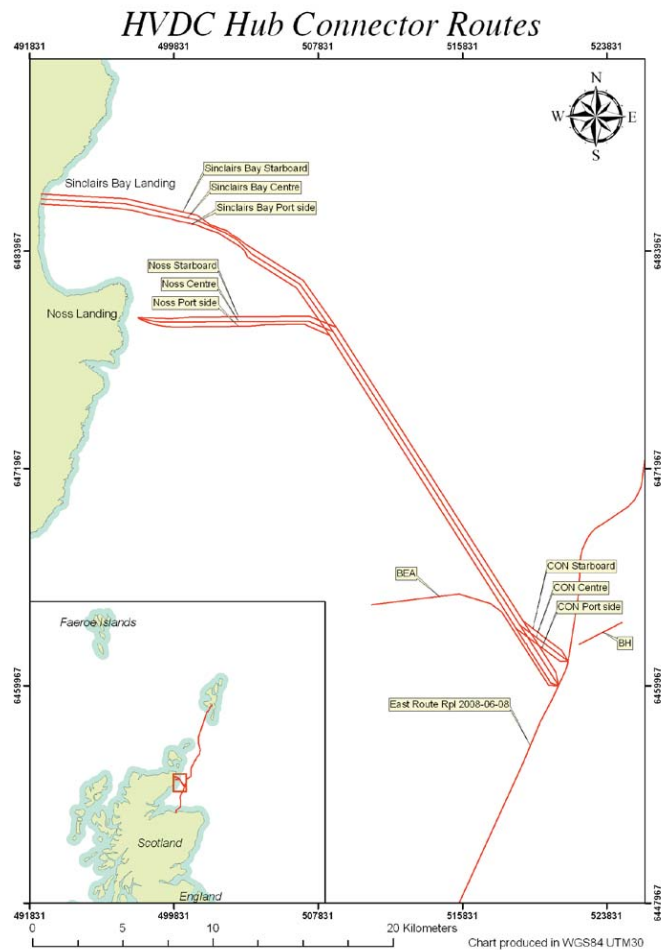 HVDC Hub Connector Routes
491831 499831 507831 515831 523831
N
W E
S
Sinclairs Bay Starboard
Sinclairs Bay Landing
Sinclairs Bay Centre
Sinclairs Bay Port side
6483967 6483967
Noss Starboard
Noss Centre
Noss Landing
Noss Port side
6471967 6471967
CON Starboard
BEA
CON Centre
CON Port side
BH
Faeroe Islands
6459967 6459967
East Route Rpl 2008-06-08
Scotland
England
6447967
491831 499831 507831 515831 523831
0 5 10 20 Kilometers
Chart produced in WGS84 UTM30